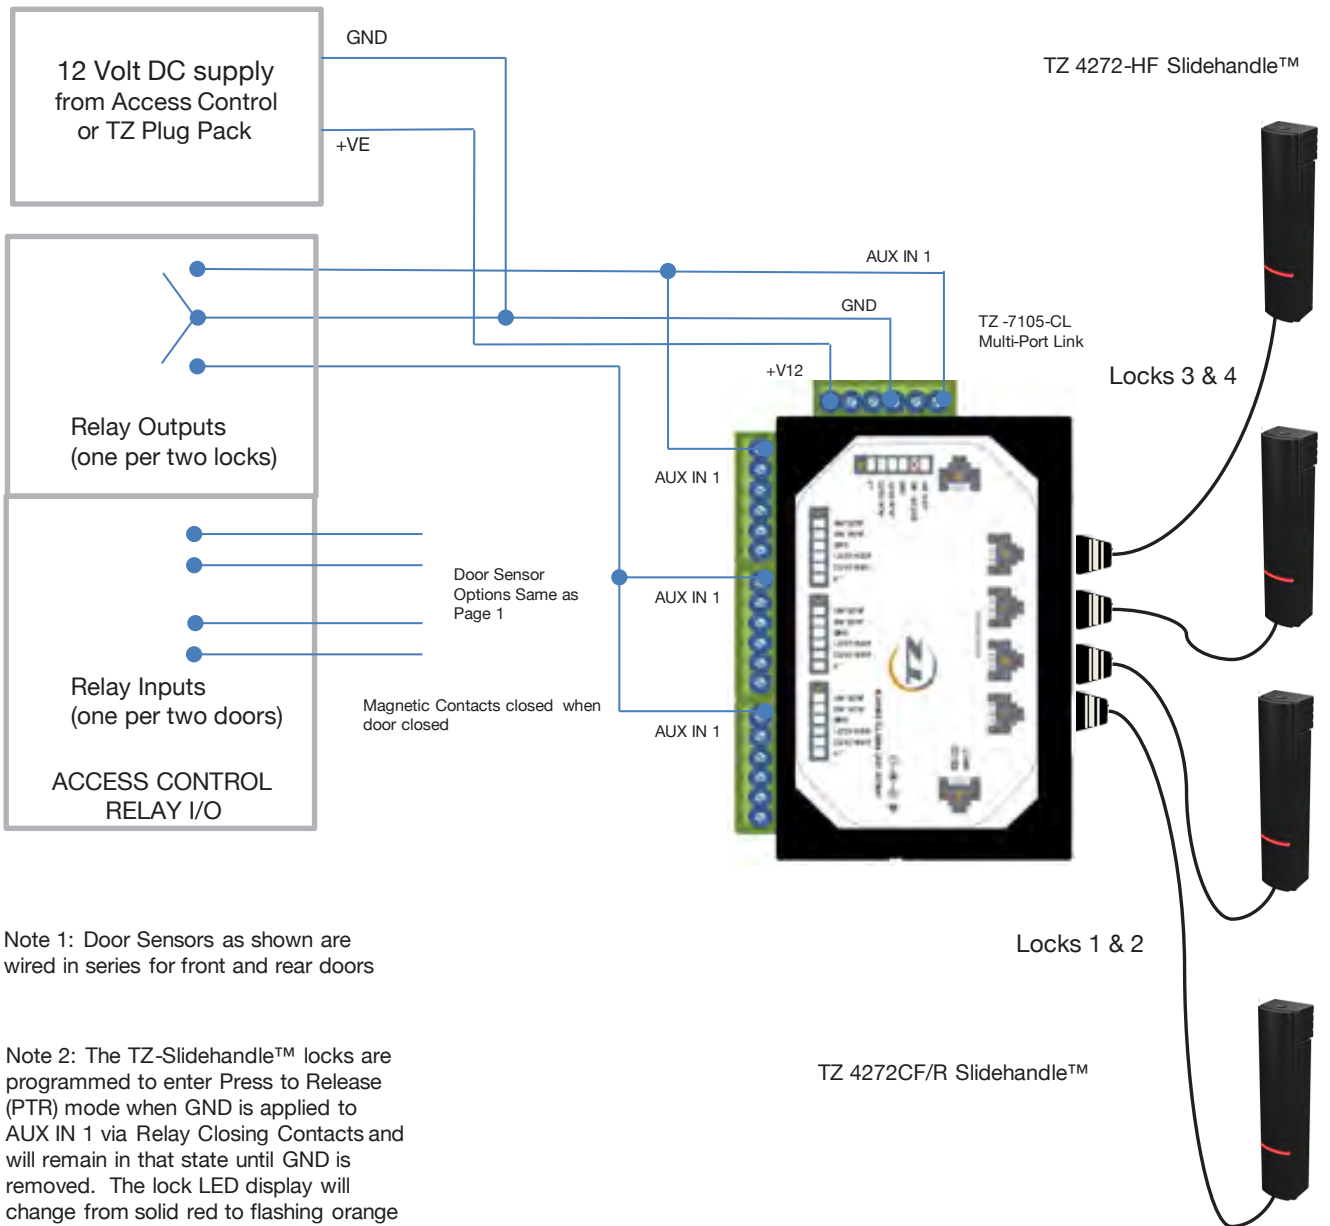 GND
12 Volt DC supply
from Access Control
or TZ Plug Pack
+VE
TZ 4272-HF Slidehandle™
AUX IN 1
GND
TZ -7105-CL
Multi-Port Link
+V12
Locks 3 & 4
Relay Outputs
(one per two locks)
AUX IN 1
Door Sensor
Options Same as
Page 1
AUX IN 1
Relay Inputs
(one per two doors)
Magnetic Contacts closed when
door closed
AUX IN 1
ACCESS CONTROL
RELAY I/O
TZ
Note 1: Door Sensors as shown are
wired in series for front and rear doors
Locks 1 & 2
Note 2: The TZ-Slidehandle™ locks are
programmed to enter Press to Release
(PTR) mode when GND is applied to
AUX IN 1 via Relay Closing Contacts and
will remain in that state until GND is
removed. The lock LED display will
change from solid red to flashing orange
TZ 4272CF/R Slidehandle™